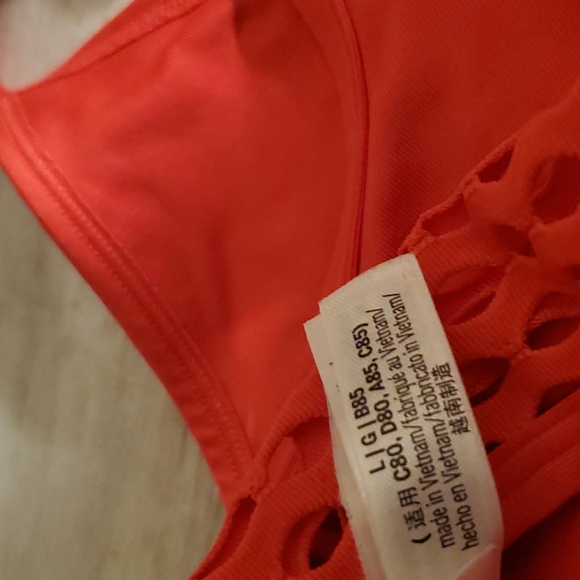 L | G | B85
(适用 C80, D80, A85, C85)
made in Vietnam/fabriqué au Vietnam/
hecho en Vietnam/fabbricato in Vietnam/
越南制造